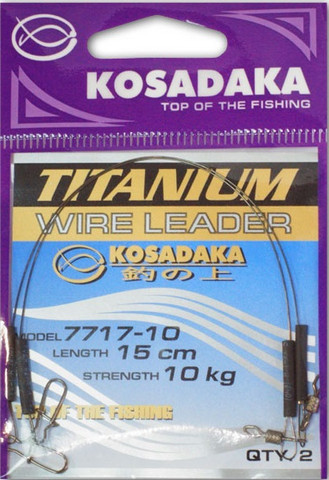 KOSADAKA
TOP OF THE FISHING
TITANIUM
WIRE LEADER
KOSADAKA
釣の上
MODEL 7717-10
LENGTH 15 cm
STRENGTH 10 kg
TOP OF THE FISHING
QTY 2